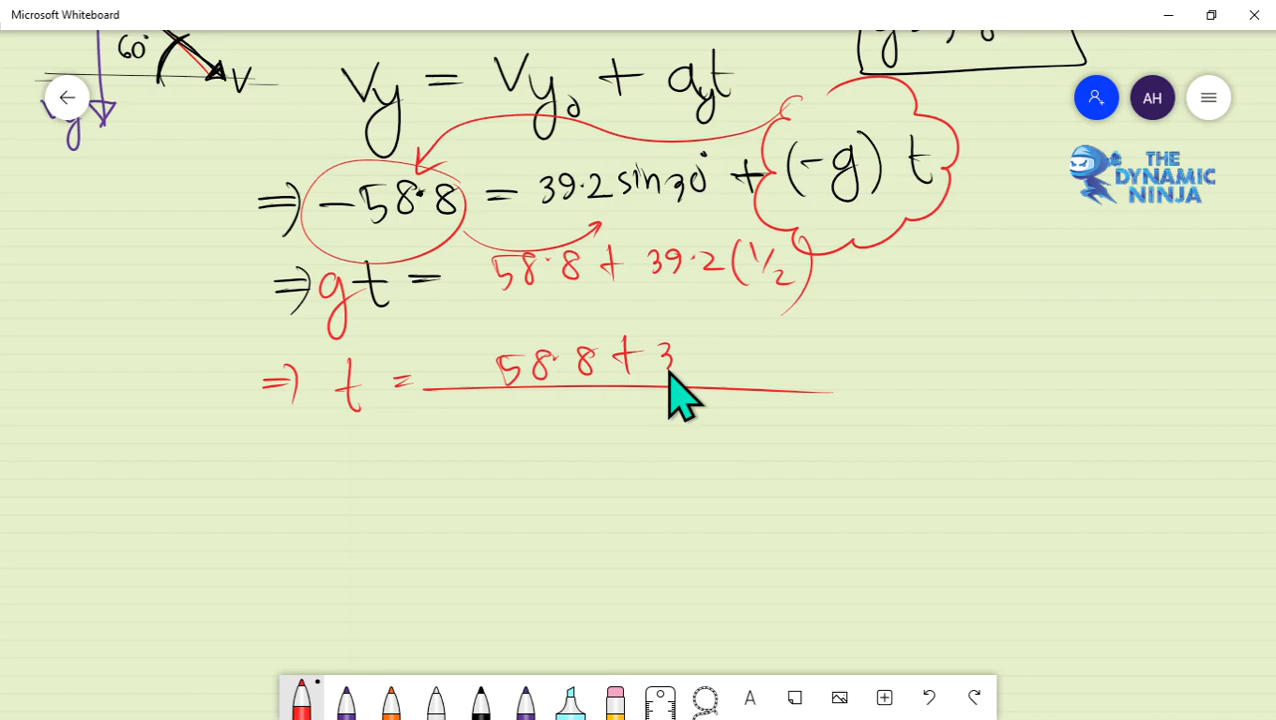 Microsoft Whiteboard
60° V
Vy = Vy₀ + ayt
AH
THE DYNAMIC NINJA
⇒ -58.8 = 39.2 sin30° + (-g) t
⇒ gt = 58.8 + 39.2 (1/2)
⇒ t = 58.8 + 3
A